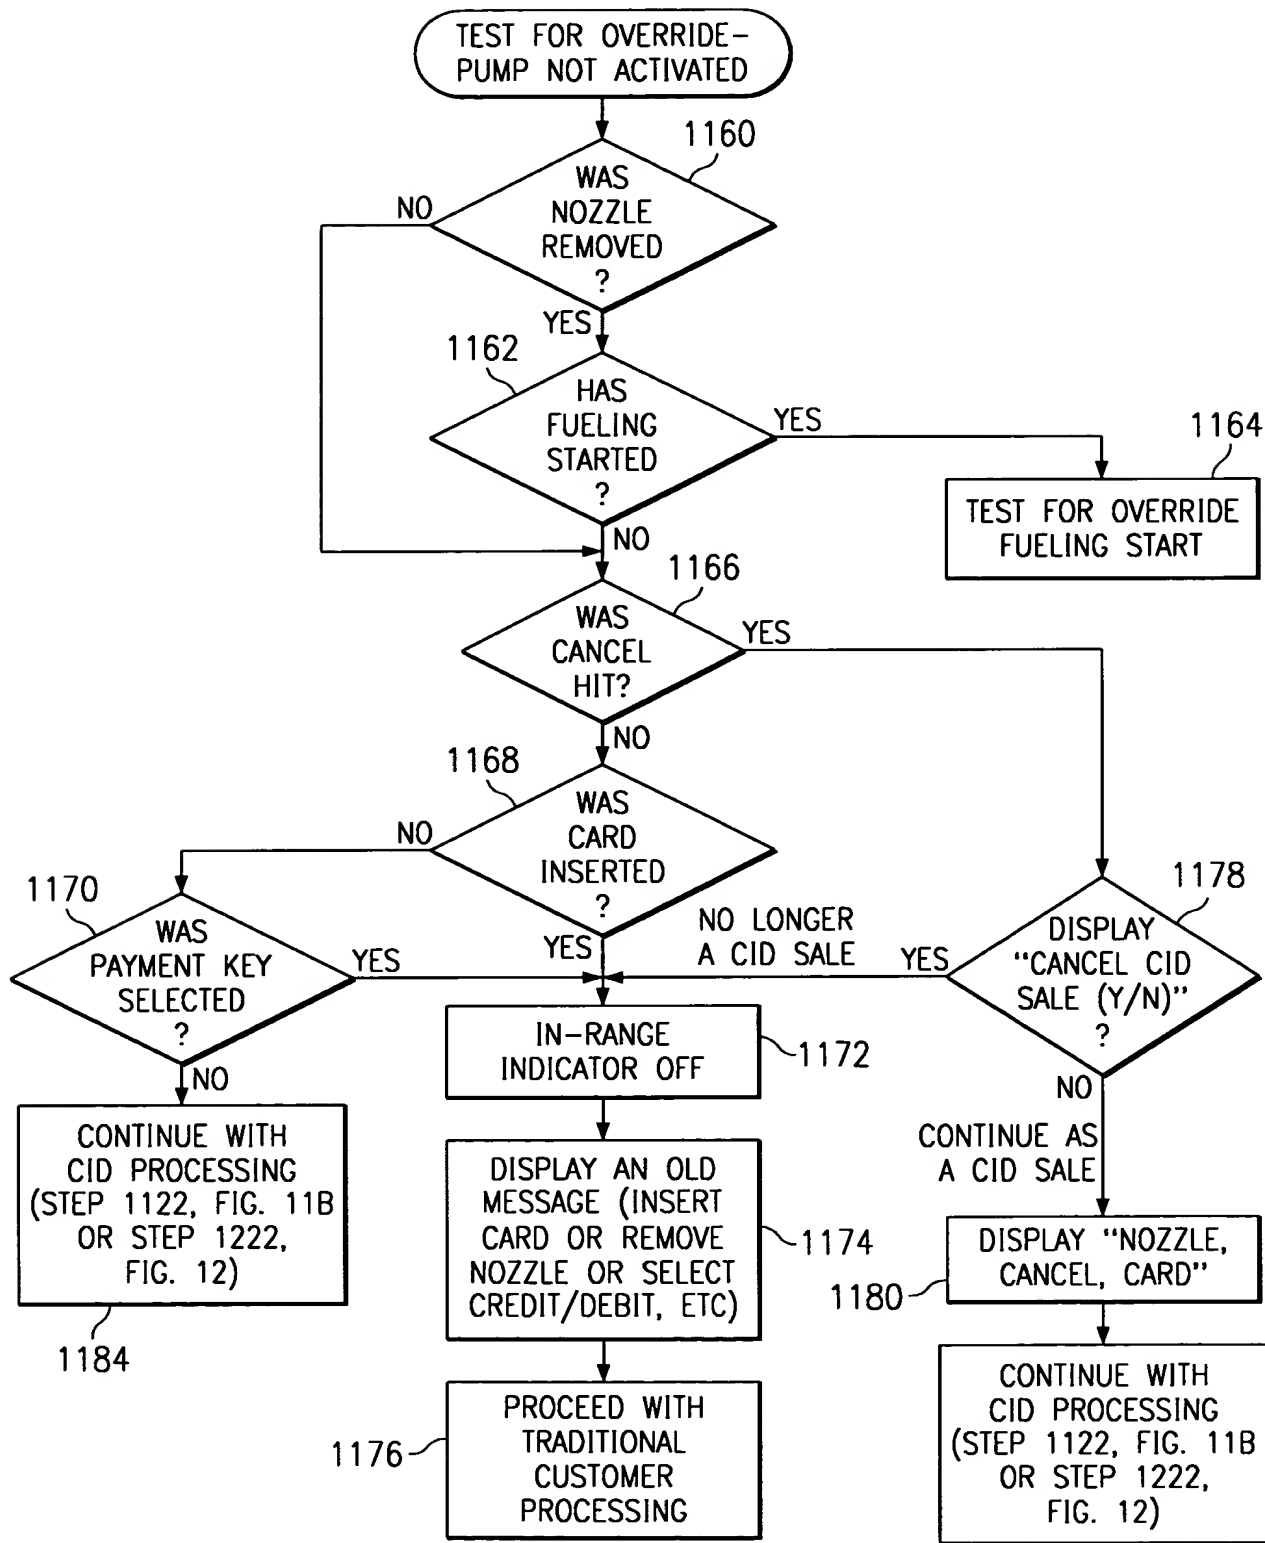 TEST FOR OVERRIDE-
PUMP NOT ACTIVATED
1160
WAS
NOZZLE
REMOVED
?
NO
YES
1162
HAS
FUELING
STARTED
?
YES
NO
1164
TEST FOR OVERRIDE
FUELING START
1166
WAS
CANCEL
HIT?
YES
NO
1168
WAS
CARD
INSERTED
?
NO
YES
1170
WAS
PAYMENT KEY
SELECTED
?
YES
NO
NO LONGER
A CID SALE
1178
DISPLAY
"CANCEL CID
SALE (Y/N)"
?
YES
NO
IN-RANGE
INDICATOR OFF
1172
CONTINUE WITH
CID PROCESSING
(STEP 1122, FIG. 11B
OR STEP 1222,
FIG. 12)
1184
DISPLAY AN OLD
MESSAGE (INSERT
CARD OR REMOVE
NOZZLE OR SELECT
CREDIT/DEBIT, ETC)
1174
CONTINUE AS
A CID SALE
DISPLAY "NOZZLE,
CANCEL, CARD"
1180
PROCEED WITH
TRADITIONAL
CUSTOMER
PROCESSING
1176
CONTINUE WITH
CID PROCESSING
(STEP 1122, FIG. 11B
OR STEP 1222,
FIG. 12)